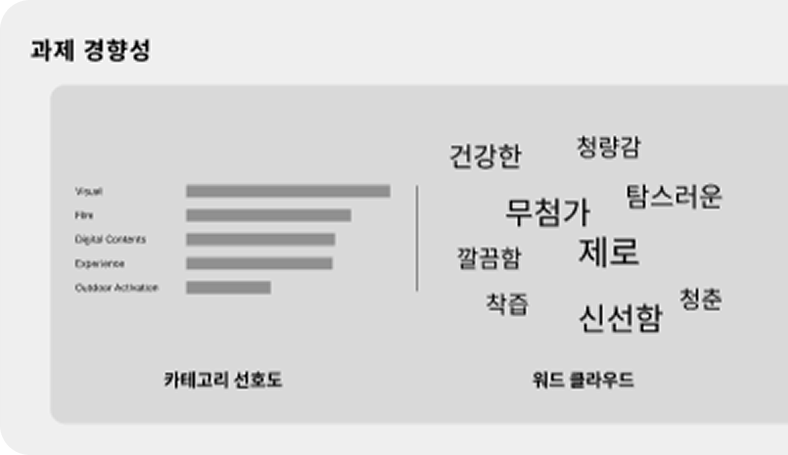 과제 경향성
Visual
Film
Digital Contents
Experience
Outdoor Activation
카테고리 선호도
건강한
청량감
탐스러운
무첨가
제로
깔끔함
착즙
신선함
청춘
워드 클라우드